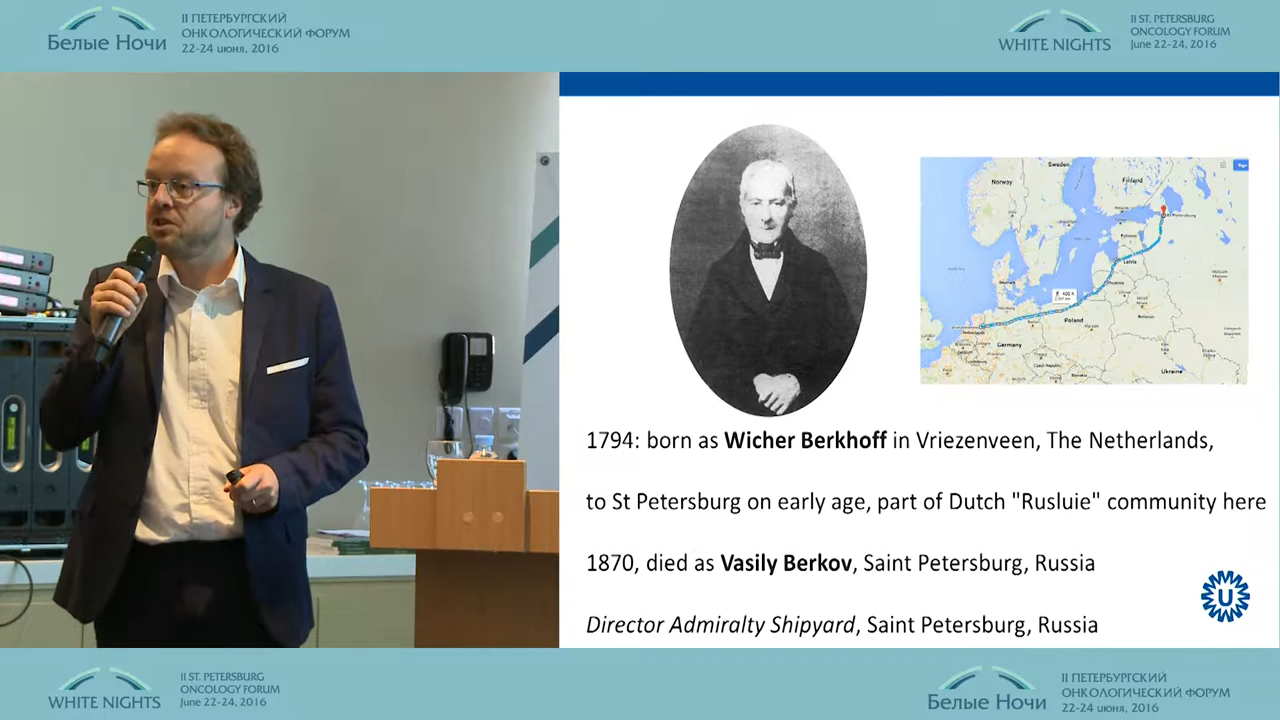 II ПЕТЕРБУРГСКИЙ
ОНКОЛОГИЧЕСКИЙ ФОРУМ
22-24 июня, 2016
Белые Ночи
II ST. PETERSBURG
ONCOLOGY FORUM
June 22-24, 2016
WHITE NIGHTS
Norway
Sweden
Finland
St Petersburg
Estonia
Latvia
Poland
Germany
Ukraine
1794: born as Wicher Berkhoff in Vriezenveen, The Netherlands,
to St Petersburg on early age, part of Dutch "Rusluie" community here
1870, died as Vasily Berkov, Saint Petersburg, Russia
Director Admiralty Shipyard, Saint Petersburg, Russia
U
II ST. PETERSBURG
ONCOLOGY FORUM
June 22-24, 2016
WHITE NIGHTS
II ПЕТЕРБУРГСКИЙ
ОНКОЛОГИЧЕСКИЙ ФОРУМ
22-24 июня, 2016
Белые Ночи